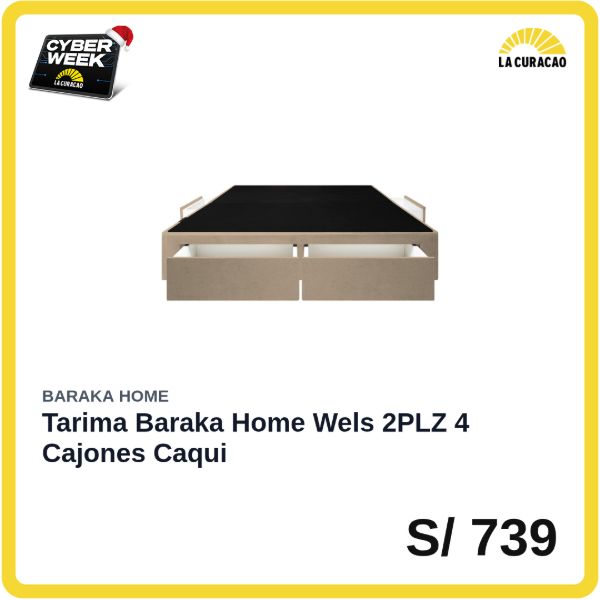 CYBER
WEEK
LA CURACAO
LA CURACAO
BARAKA HOME
Tarima Baraka Home Wels 2PLZ 4
Cajones Caqui
S/ 739